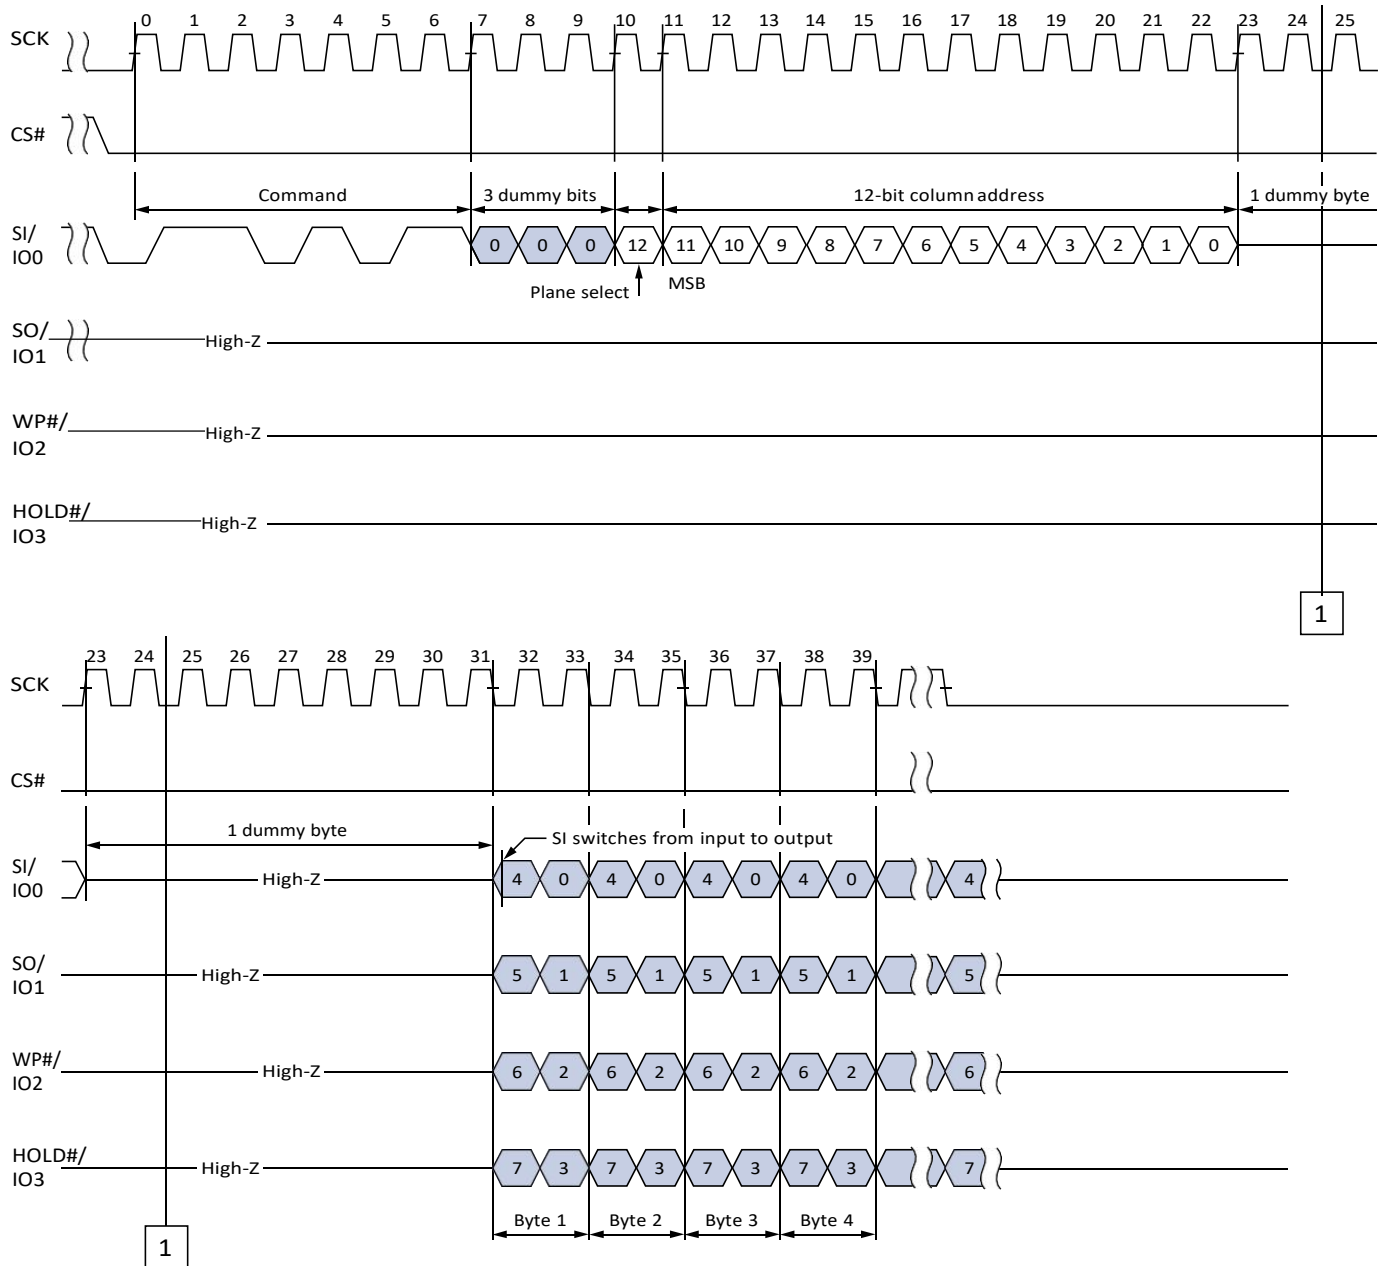 0 1 2 3 4 5 6 7 8 9 10 11 12 13 14 15 16 17 18 19 20 21 22 23 24 25
SCK
CS#
Command 3 dummy bits 12-bit column address 1 dummy byte
SI/
IO0
0 0 0 12 11 10 9 8 7 6 5 4 3 2 1 0
Plane select
MSB
SO/
IO1
High-Z
WP#/
IO2
High-Z
HOLD#/
IO3
High-Z
1
23 24 25 26 27 28 29 30 31 32 33 34 35 36 37 38 39
SCK
CS#
1 dummy byte
SI switches from input to output
SI/
IO0
High-Z 4 0 4 0 4 0 4 0 4
SO/
IO1
High-Z 5 1 5 1 5 1 5 1 5
WP#/
IO2
High-Z 6 2 6 2 6 2 6 2 6
HOLD#/
IO3
High-Z 7 3 7 3 7 3 7 3 7
Byte 1 Byte 2 Byte 3 Byte 4
1